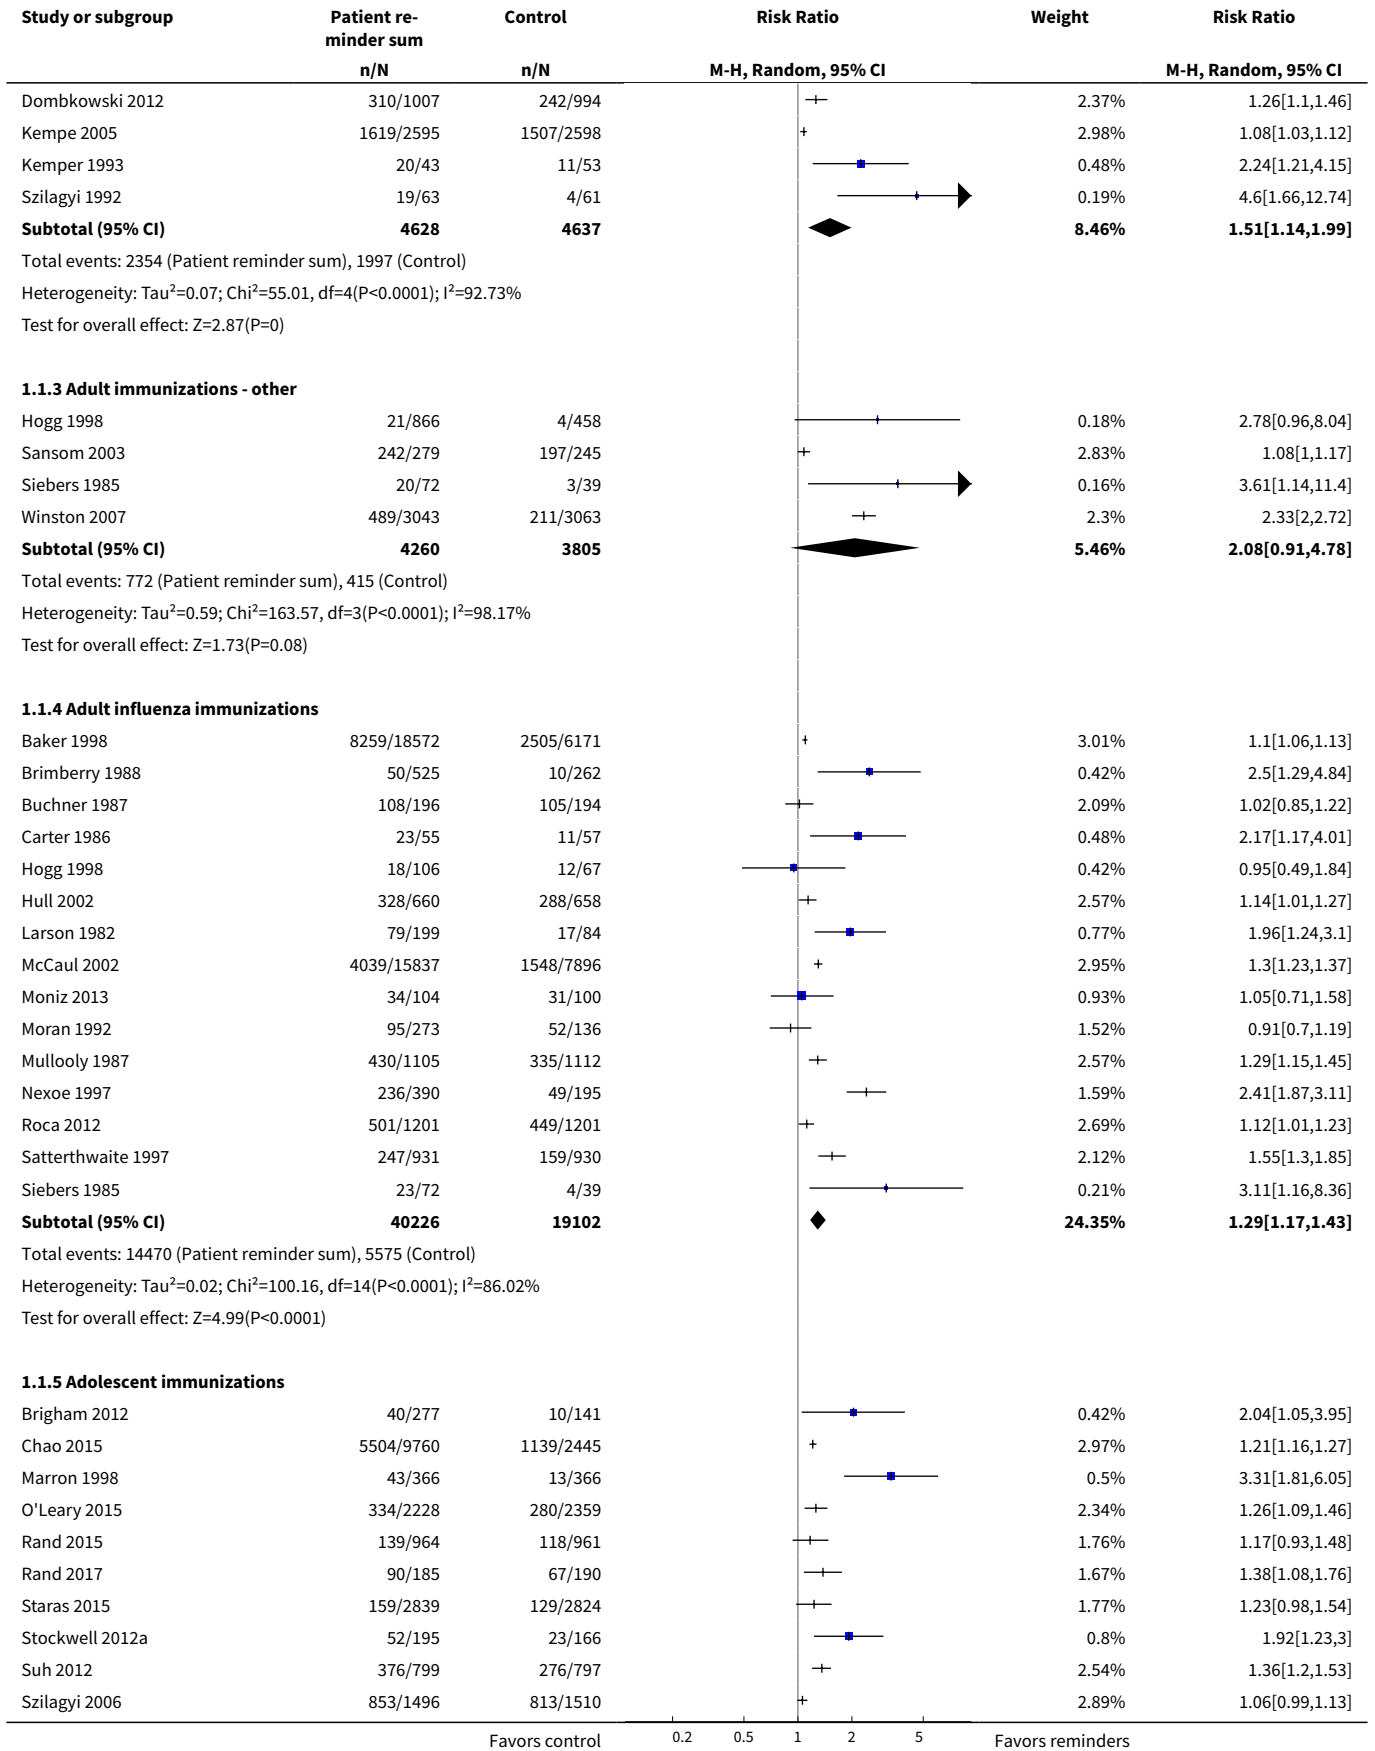 Study or subgroup Patient re- Control Risk Ratio Weight Risk Ratio
minder sum
n/N n/N M-H, Random, 95% CI M-H, Random, 95% CI
Dombkowski 2012 310/1007 242/994 2.37% 1.26[1.1,1.46]
Kempe 2005 1619/2595 1507/2598 2.98% 1.08[1.03,1.12]
Kemper 1993 20/43 11/53 0.48% 2.24[1.21,4.15]
Szilagyi 1992 19/63 4/61 0.19% 4.6[1.66,12.74]
Subtotal (95% CI) 4628 4637 8.46% 1.51[1.14,1.99]
Total events: 2354 (Patient reminder sum), 1997 (Control)
Heterogeneity: Tau²=0.07; Chi²=55.01, df=4(P<0.0001); I²=92.73%
Test for overall effect: Z=2.87(P=0)
1.1.3 Adult immunizations - other
Hogg 1998 21/866 4/458 0.18% 2.78[0.96,8.04]
Sansom 2003 242/279 197/245 2.83% 1.08[1,1.17]
Siebers 1985 20/72 3/39 0.16% 3.61[1.14,11.4]
Winston 2007 489/3043 211/3063 2.3% 2.33[2,2.72]
Subtotal (95% CI) 4260 3805 5.46% 2.08[0.91,4.78]
Total events: 772 (Patient reminder sum), 415 (Control)
Heterogeneity: Tau²=0.59; Chi²=163.57, df=3(P<0.0001); I²=98.17%
Test for overall effect: Z=1.73(P=0.08)
1.1.4 Adult influenza immunizations
Baker 1998 8259/18572 2505/6171 3.01% 1.1[1.06,1.13]
Brimberry 1988 50/525 10/262 0.42% 2.5[1.29,4.84]
Buchner 1987 108/196 105/194 2.09% 1.02[0.85,1.22]
Carter 1986 23/55 11/57 0.48% 2.17[1.17,4.01]
Hogg 1998 18/106 12/67 0.42% 0.95[0.49,1.84]
Hull 2002 328/660 288/658 2.57% 1.14[1.01,1.27]
Larson 1982 79/199 17/84 0.77% 1.96[1.24,3.1]
McCaul 2002 4039/15837 1548/7896 2.95% 1.3[1.23,1.37]
Moniz 2013 34/104 31/100 0.93% 1.05[0.71,1.58]
Moran 1992 95/273 52/136 1.52% 0.91[0.7,1.19]
Mullooly 1987 430/1105 335/1112 2.57% 1.29[1.15,1.45]
Nexoe 1997 236/390 49/195 1.59% 2.41[1.87,3.11]
Roca 2012 501/1201 449/1201 2.69% 1.12[1.01,1.23]
Satterthwaite 1997 247/931 159/930 2.12% 1.55[1.3,1.85]
Siebers 1985 23/72 4/39 0.21% 3.11[1.16,8.36]
Subtotal (95% CI) 40226 19102 24.35% 1.29[1.17,1.43]
Total events: 14470 (Patient reminder sum), 5575 (Control)
Heterogeneity: Tau²=0.02; Chi²=100.16, df=14(P<0.0001); I²=86.02%
Test for overall effect: Z=4.99(P<0.0001)
1.1.5 Adolescent immunizations
Brigham 2012 40/277 10/141 0.42% 2.04[1.05,3.95]
Chao 2015 5504/9760 1139/2445 2.97% 1.21[1.16,1.27]
Marron 1998 43/366 13/366 0.5% 3.31[1.81,6.05]
O'Leary 2015 334/2228 280/2359 2.34% 1.26[1.09,1.46]
Rand 2015 139/964 118/961 1.76% 1.17[0.93,1.48]
Rand 2017 90/185 67/190 1.67% 1.38[1.08,1.76]
Staras 2015 159/2839 129/2824 1.77% 1.23[0.98,1.54]
Stockwell 2012a 52/195 23/166 0.8% 1.92[1.23,3]
Suh 2012 376/799 276/797 2.54% 1.36[1.2,1.53]
Szilagyi 2006 853/1496 813/1510 2.89% 1.06[0.99,1.13]
Favors control 0.2 0.5 1 2 5 Favors reminders